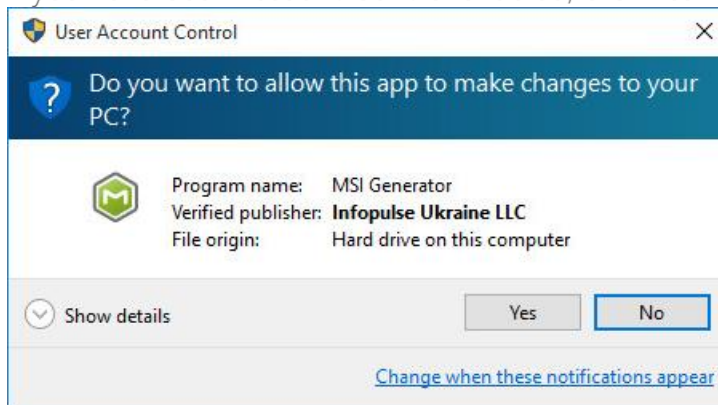 User Account Control
Do you want to allow this app to make changes to your
PC?
Program name: MSI Generator
Verified publisher: Infopulse Ukraine LLC
File origin: Hard drive on this computer
Show details
Yes
No
Change when these notifications appear